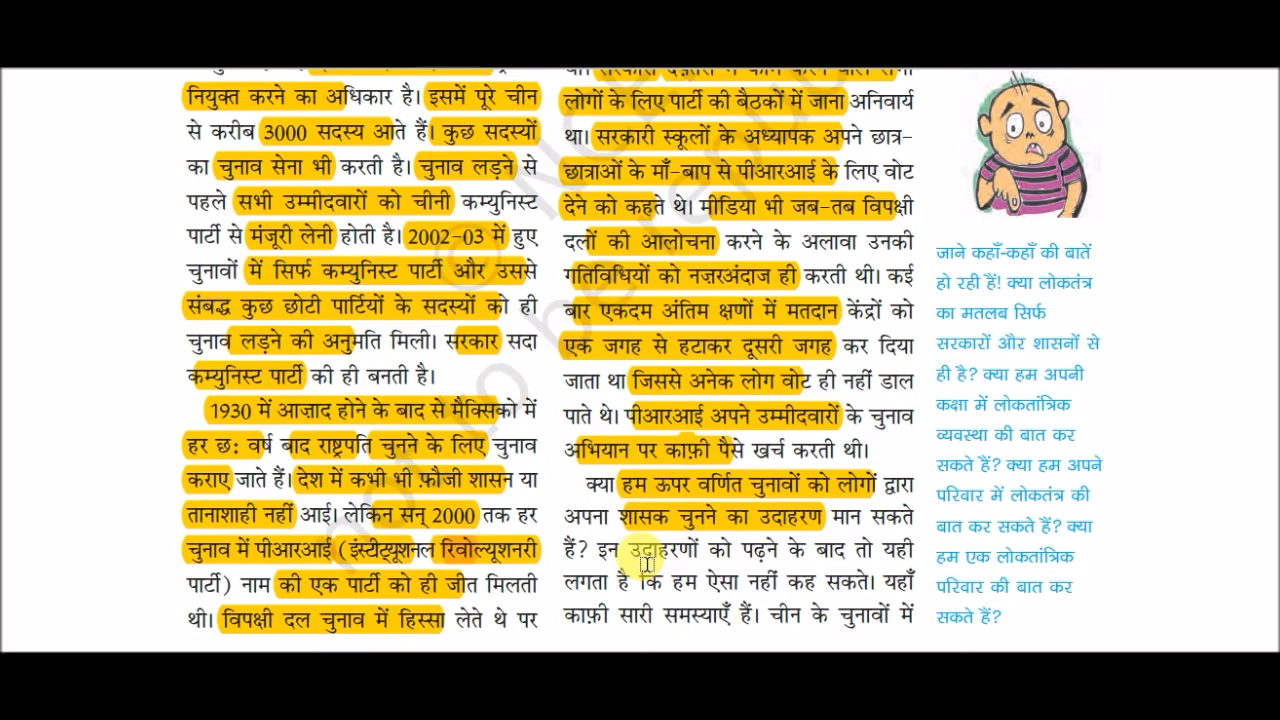 नियुक्त करने का अधिकार है। इसमें पूरे चीन
से करीब 3000 सदस्य आते हैं। कुछ सदस्यों
का चुनाव सेना भी करती है। चुनाव लड़ने से
पहले सभी उम्मीदवारों को चीनी कम्युनिस्ट
पार्टी से मंजूरी लेनी होती है। 2002-03 में हुए
चुनावों में सिर्फ कम्युनिस्ट पार्टी और उससे
संबद्ध कुछ छोटी पार्टियों के सदस्यों को ही
चुनाव लड़ने की अनुमति मिली। सरकार सदा
कम्युनिस्ट पार्टी की ही बनती है।
1930 में आज़ाद होने के बाद से मैक्सिको में
हर छ: वर्ष बाद राष्ट्रपति चुनने के लिए चुनाव
कराए जाते हैं। देश में कभी भी फ़ौजी शासन या
तानाशाही नहीं आई। लेकिन सन् 2000 तक हर
चुनाव में पीआरआई (इंस्टीट्यूशनल रिवोल्यूशनरी
पार्टी) नाम की एक पार्टी को ही जीत मिलती
थी। विपक्षी दल चुनाव में हिस्सा लेते थे पर
था। सरकारी दफ़्तरों में काम करने वाले सभी
लोगों के लिए पार्टी की बैठकों में जाना अनिवार्य
था। सरकारी स्कूलों के अध्यापक अपने छात्र-
छात्राओं के माँ-बाप से पीआरआई के लिए वोट
देने को कहते थे। मीडिया भी जब-तब विपक्षी
दलों की आलोचना करने के अलावा उनकी
गतिविधियों को नज़रअंदाज ही करती थी। कई
बार एकदम अंतिम क्षणों में मतदान केंद्रों को
एक जगह से हटाकर दूसरी जगह कर दिया
जाता था जिससे अनेक लोग वोट ही नहीं डाल
पाते थे। पीआरआई अपने उम्मीदवारों के चुनाव
अभियान पर काफ़ी पैसे खर्च करती थी।
क्या हम ऊपर वर्णित चुनावों को लोगों द्वारा
अपना शासक चुनने का उदाहरण मान सकते
हैं? इन उदाहरणों को पढ़ने के बाद तो यही
लगता है कि हम ऐसा नहीं कह सकते। यहाँ
काफ़ी सारी समस्याएँ हैं। चीन के चुनावों में
जाने कहाँ-कहाँ की बातें
हो रही हैं! क्या लोकतंत्र
का मतलब सिर्फ
सरकारों और शासनों से
ही है? क्या हम अपनी
कक्षा में लोकतांत्रिक
व्यवस्था की बात कर
सकते हैं? क्या हम अपने
परिवार में लोकतंत्र की
बात कर सकते हैं? क्या
हम एक लोकतांत्रिक
परिवार की बात कर
सकते हैं?